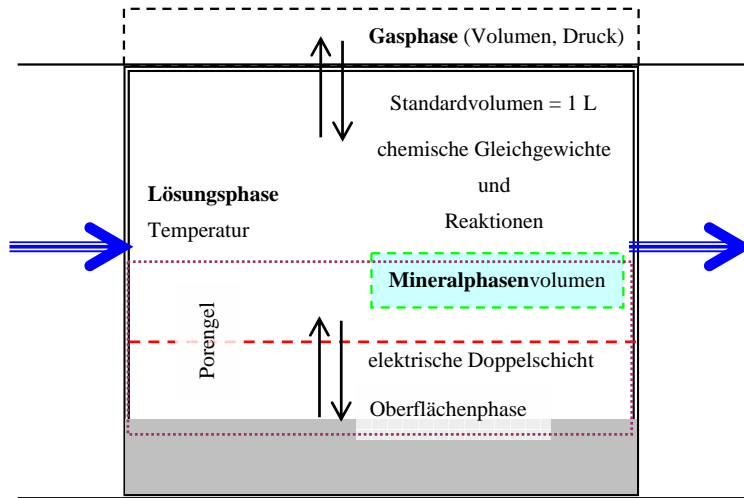 Gasphase (Volumen, Druck)
Standardvolumen = 1 L
chemische Gleichgewichte
und
Reaktionen
Lösungsphase
Temperatur
Mineralphasenvolumen
Porengel
elektrische Doppelschicht
Oberflächenphase